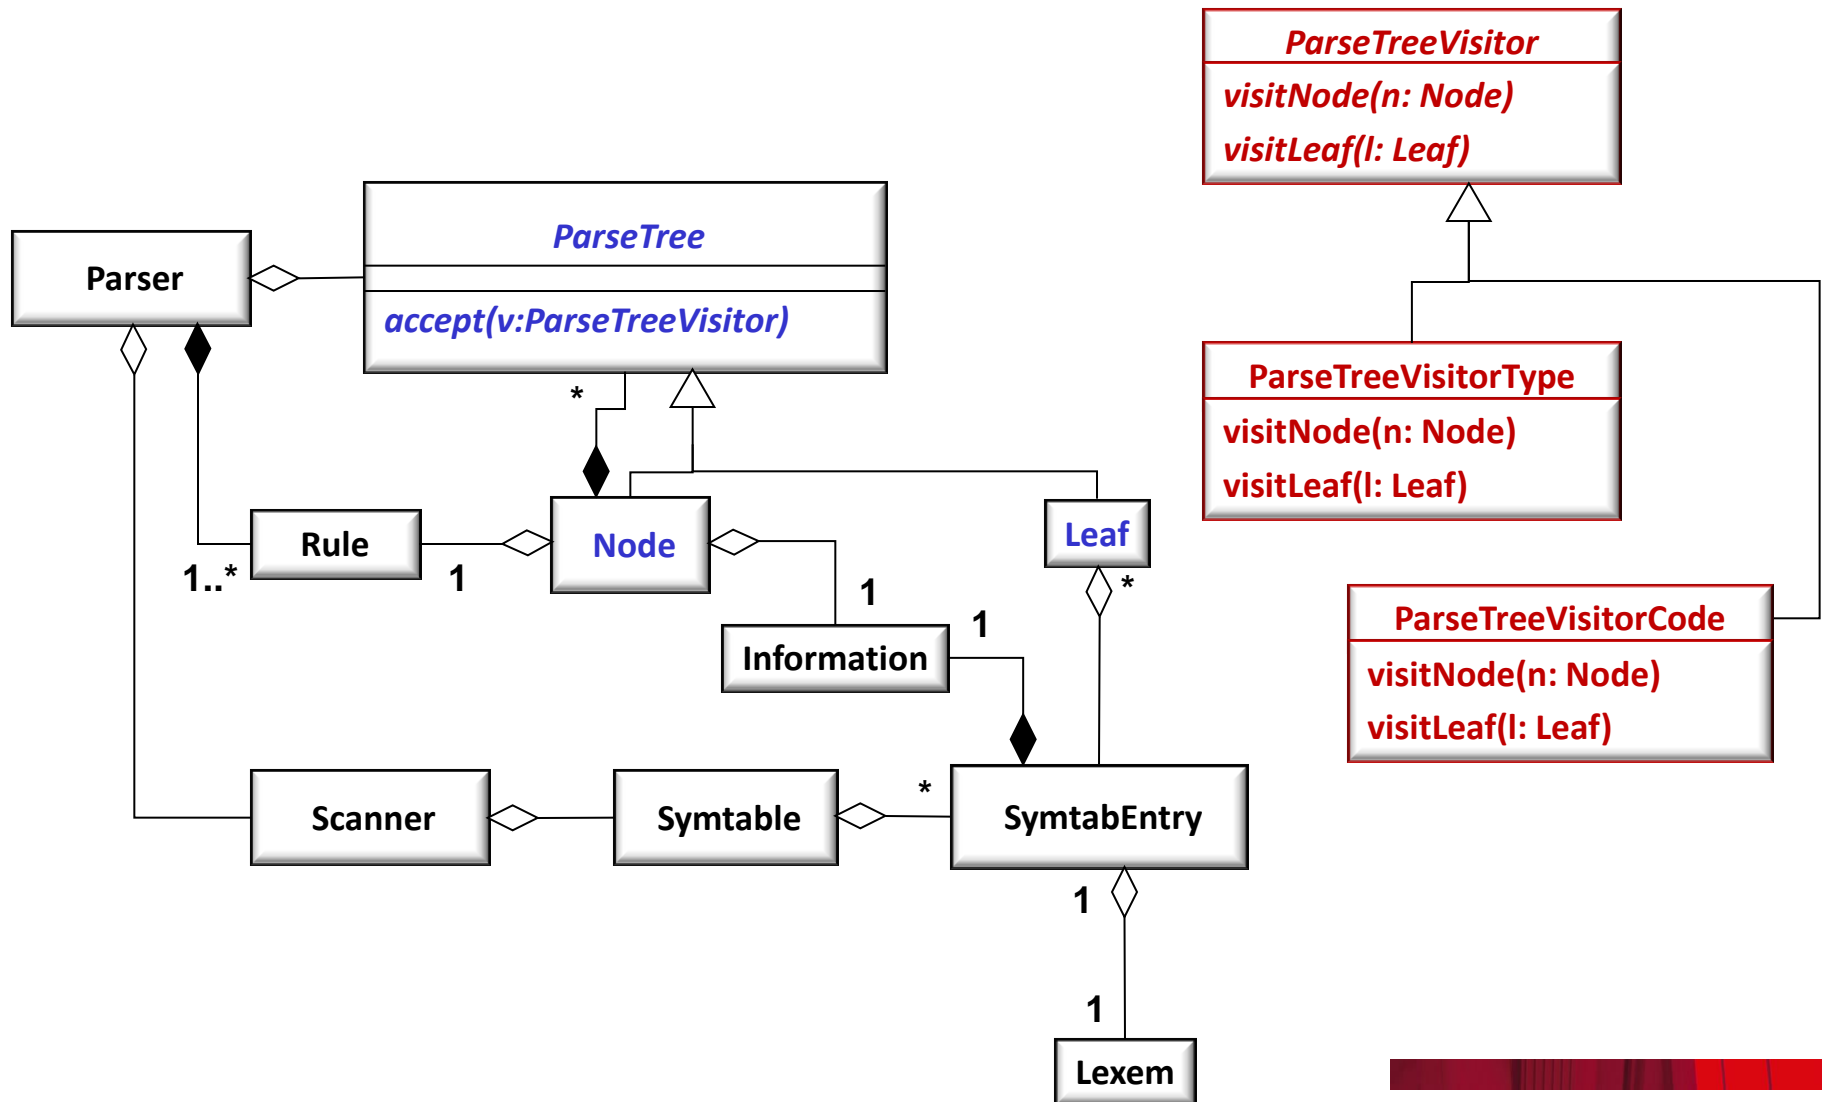 ParseTreeVisitor
visitNode(n: Node)
visitLeaf(l: Leaf)
ParseTree
accept(v:ParseTreeVisitor)
Parser
*
ParseTreeVisitorType
visitNode(n: Node)
visitLeaf(l: Leaf)
Rule
1..*
1
Node
Leaf
*
1
1
Information
ParseTreeVisitorCode
visitNode(n: Node)
visitLeaf(l: Leaf)
Scanner
Symtable
*
SymtabEntry
1
1
Lexem